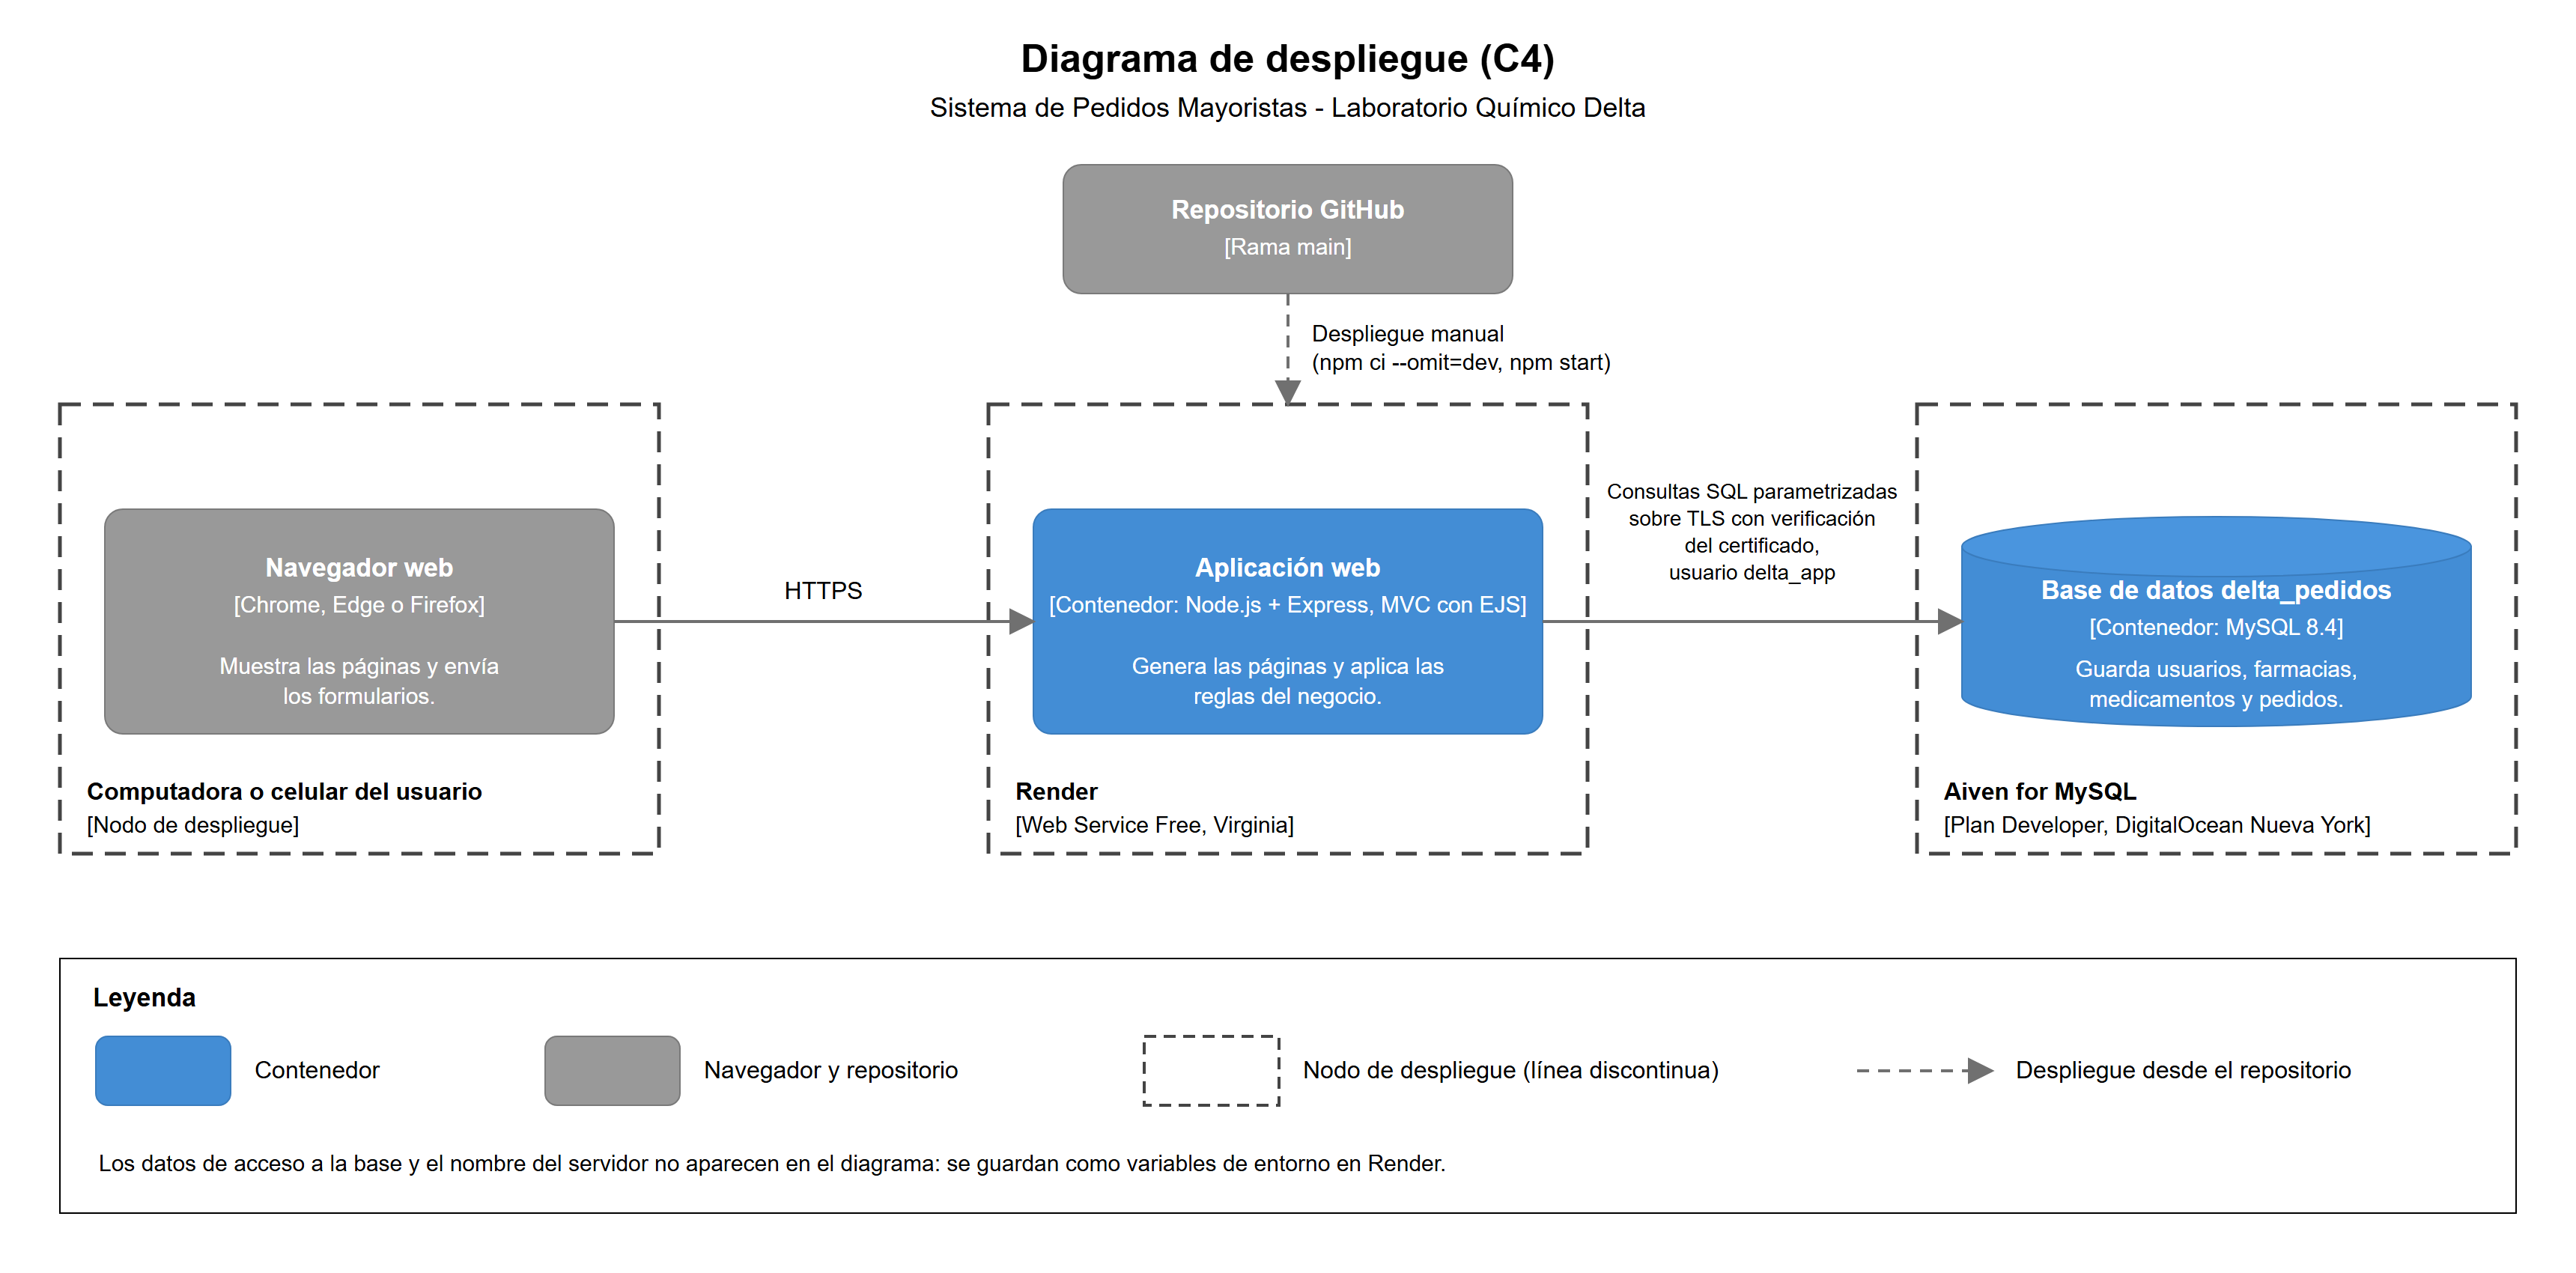 Diagrama de despliegue (C4)
Sistema de Pedidos Mayoristas - Laboratorio Químico Delta
Repositorio GitHub
[Rama main]
Despliegue manual
(npm ci --omit=dev, npm start)
Navegador web
[Chrome, Edge o Firefox]
Muestra las páginas y envía
los formularios.
Computadora o celular del usuario
[Nodo de despliegue]
HTTPS
Aplicación web
[Contenedor: Node.js + Express, MVC con EJS]
Genera las páginas y aplica las
reglas del negocio.
Render
[Web Service Free, Virginia]
Consultas SQL parametrizadas
sobre TLS con verificación
del certificado,
usuario delta_app
Base de datos delta_pedidos
[Contenedor: MySQL 8.4]
Guarda usuarios, farmacias,
medicamentos y pedidos.
Aiven for MySQL
[Plan Developer, DigitalOcean Nueva York]
Leyenda
Contenedor
Navegador y repositorio
Nodo de despliegue (línea discontinua)
Despliegue desde el repositorio
Los datos de acceso a la base y el nombre del servidor no aparecen en el diagrama: se guardan como variables de entorno en Render.